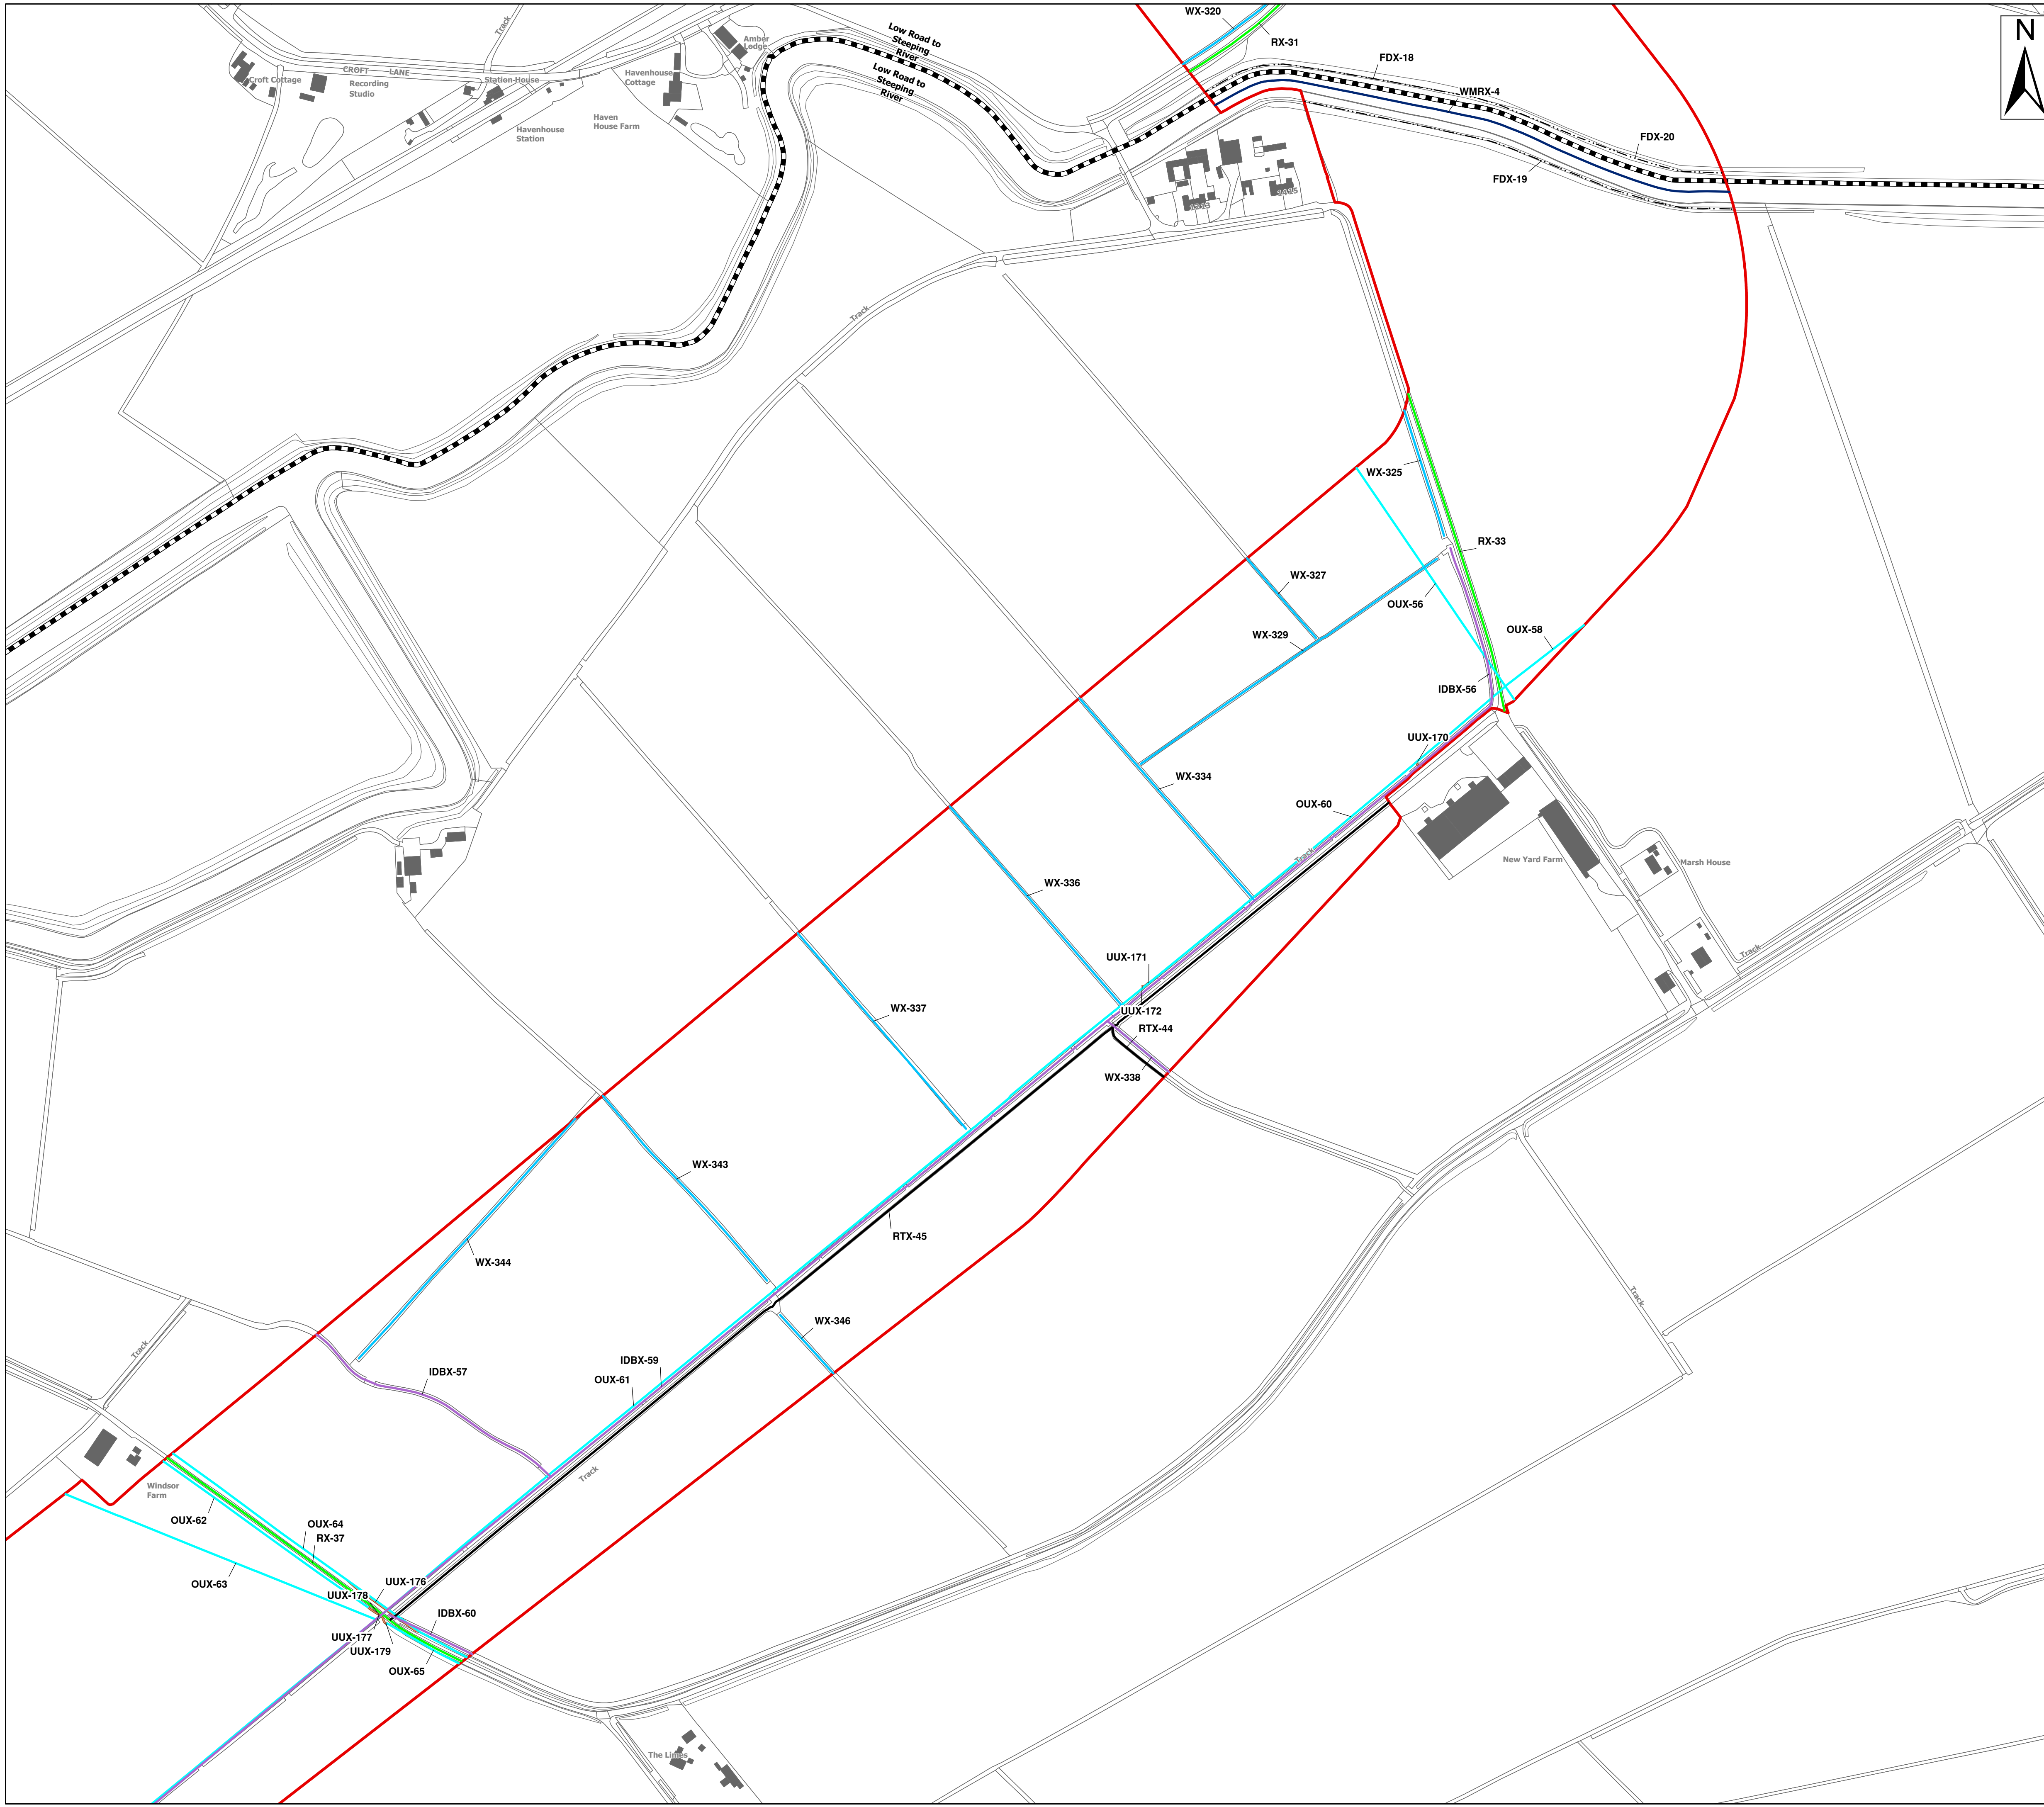 WX-320
RX-31
N
Track
Amber
Lodge
Low Road to
Steeping
River
Low Road to
Steeping
River
FDX-18
WMRX-4
FDX-20
FDX-19
Croft Cottage
CROFT LANE
Recording
Studio
Station House
Havenhouse
Cottage
Haven
House Farm
Havenhouse
Station
Track
WX-325
RX-33
WX-327
OUX-56
WX-329
OUX-58
IDBX-56
UUX-170
WX-334
OUX-60
Track
New Yard Farm
Marsh House
WX-336
Track
UUX-171
WX-337
UUX-172
RTX-44
WX-338
WX-343
RTX-45
WX-344
Track
WX-346
Track
IDBX-59
IDBX-57
OUX-61
Track
Windsor
Farm
OUX-62
OUX-64
RX-37
OUX-63
UUX-176
UUX-178
IDBX-60
UUX-177
UUX-179
OUX-65
The Limes